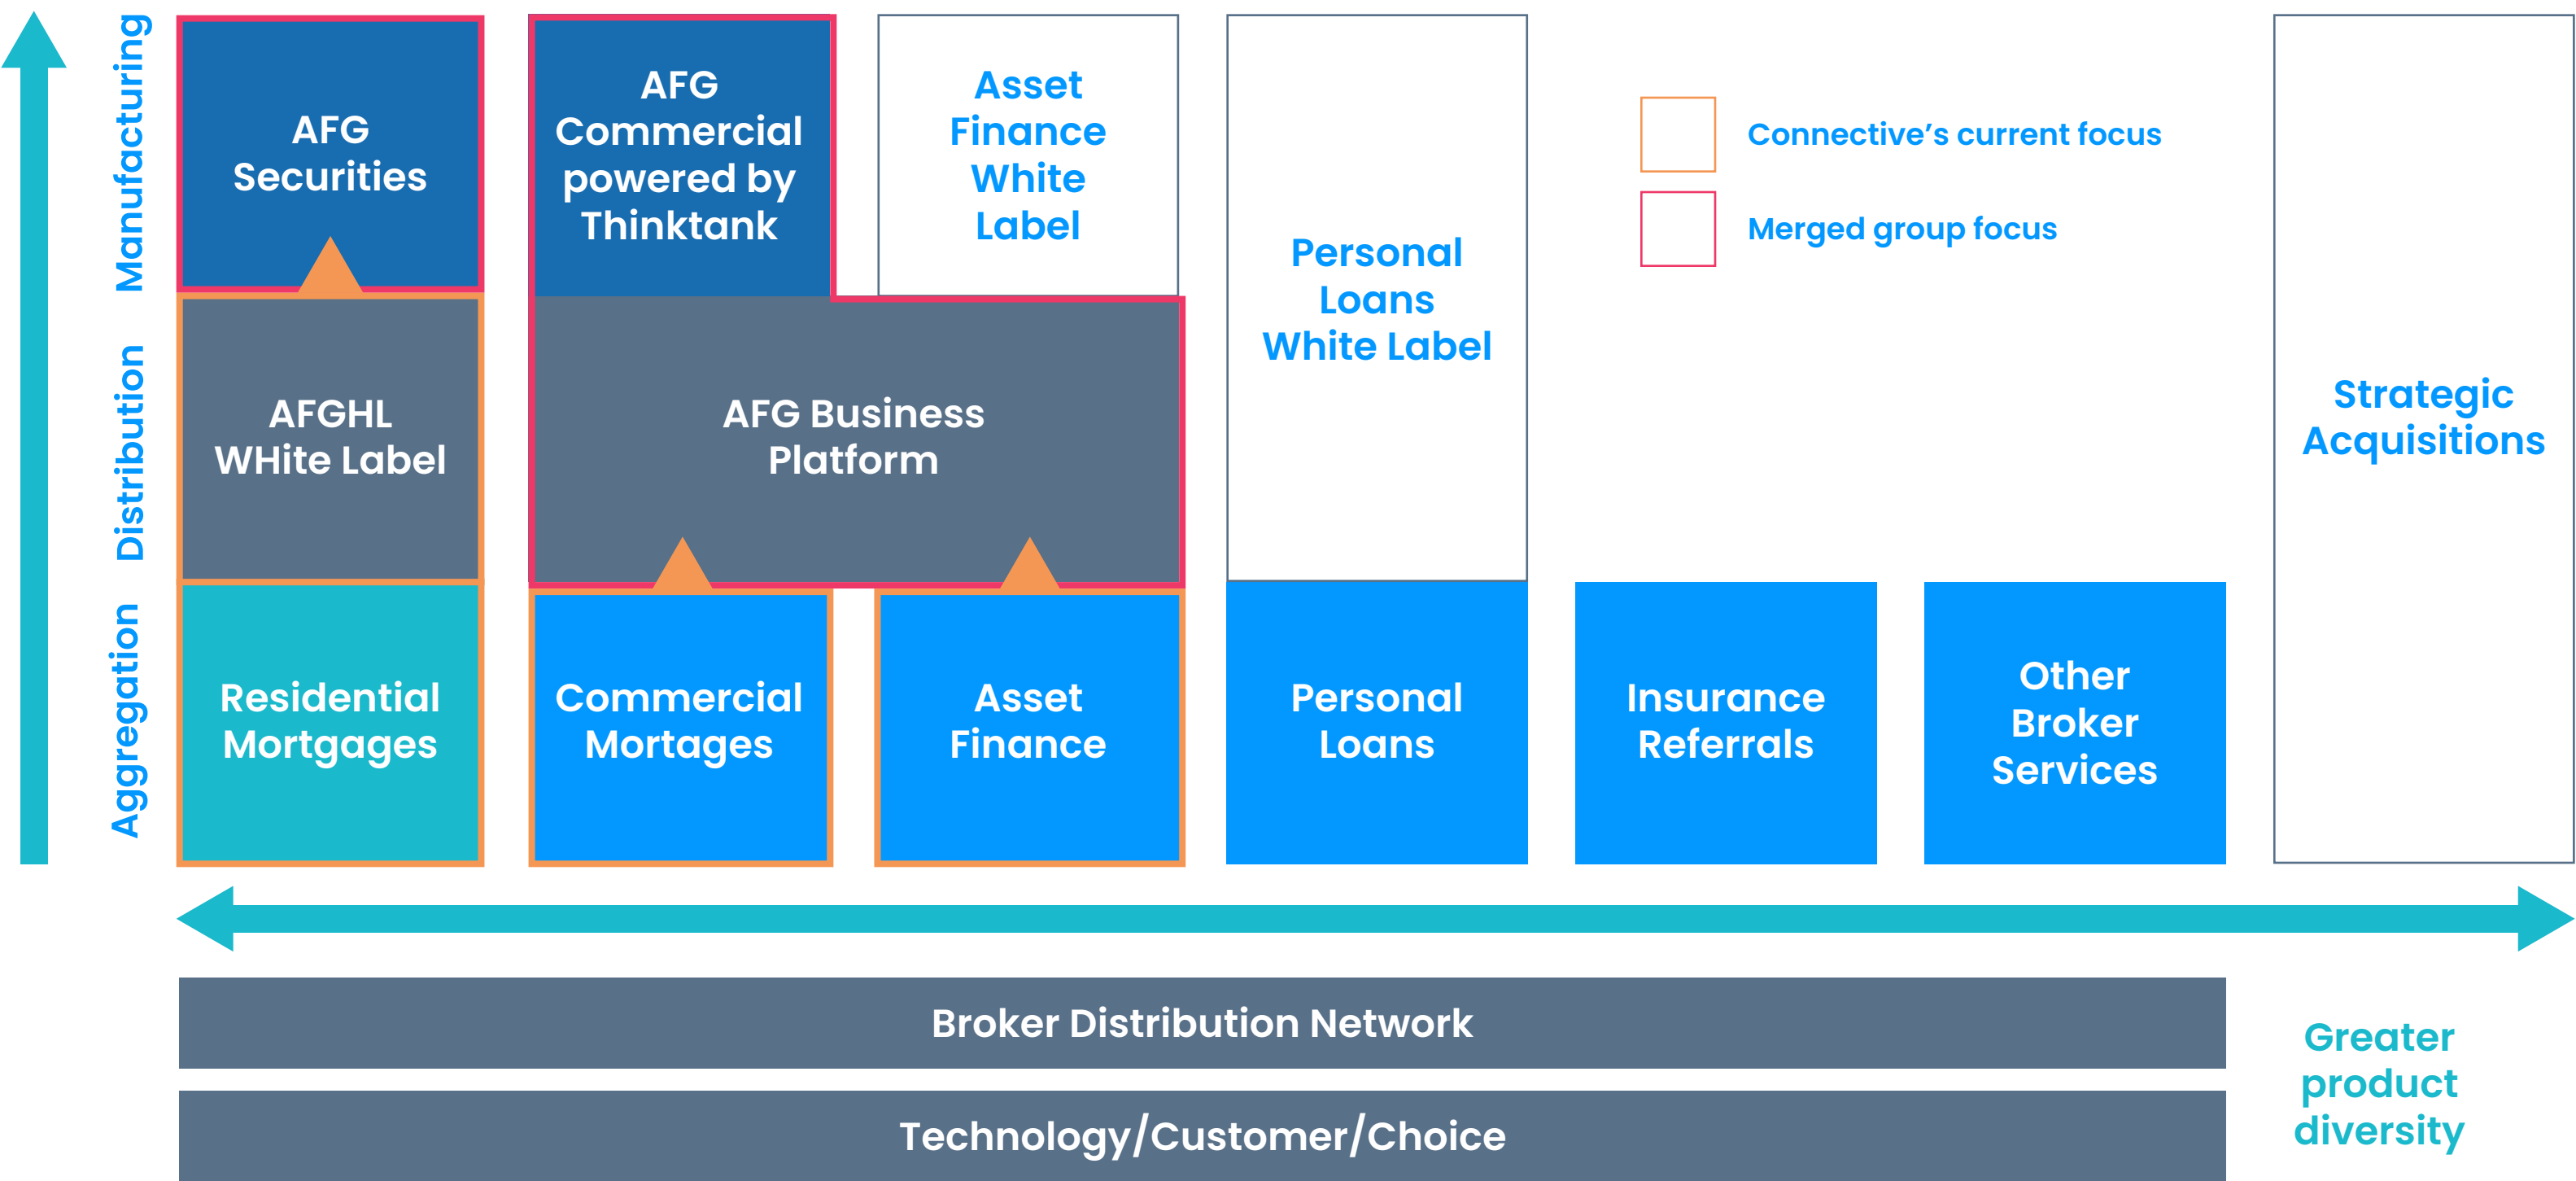 Manufacturing
Distribution
Aggregation
AFG
Securities
AFG
Commercial
powered by
Thinktank
Asset
Finance
White
Label
Personal
Loans
White Label
Connective’s current focus
Merged group focus
Strategic
Acquisitions
AFGHL
WHite Label
AFG Business
Platform
Residential
Mortgages
Commercial
Mortages
Asset
Finance
Personal
Loans
Insurance
Referrals
Other
Broker
Services
Broker Distribution Network
Technology/Customer/Choice
Greater
product
diversity